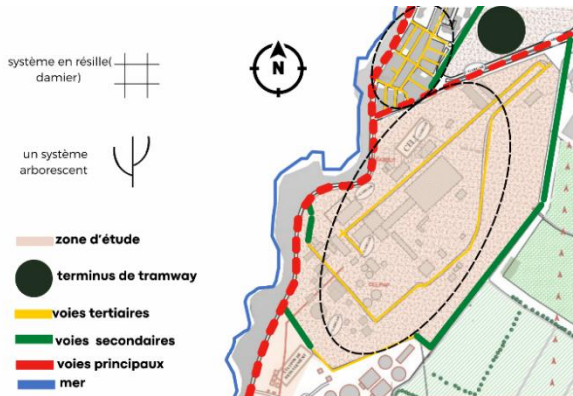 système en résille(
damier)
N
un système
arborescent
zone d'étude
terminus de tramway
voies tertiaires
voies secondaires
voies principaux
mer